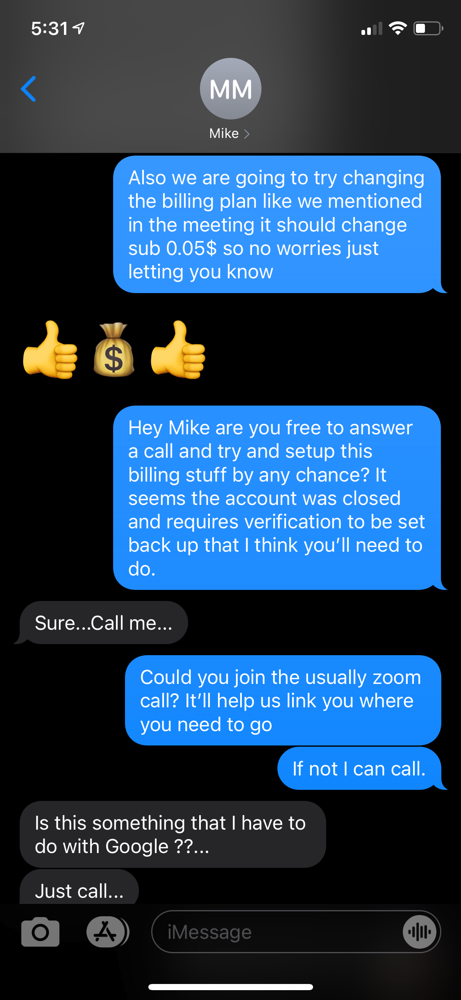 5:31
MM
Mike
Also we are going to try changing
the billing plan like we mentioned
in the meeting it should change
sub 0.05$ so no worries just
letting you know
👍💰👍
Hey Mike are you free to answer
a call and try and setup this
billing stuff by any chance? It
seems the account was closed
and requires verification to be set
back up that I think you’ll need to
do.
Sure...Call me...
Could you join the usually zoom
call? It’ll help us link you where
you need to go
If not I can call.
Is this something that I have to
do with Google ??...
Just call...
iMessage